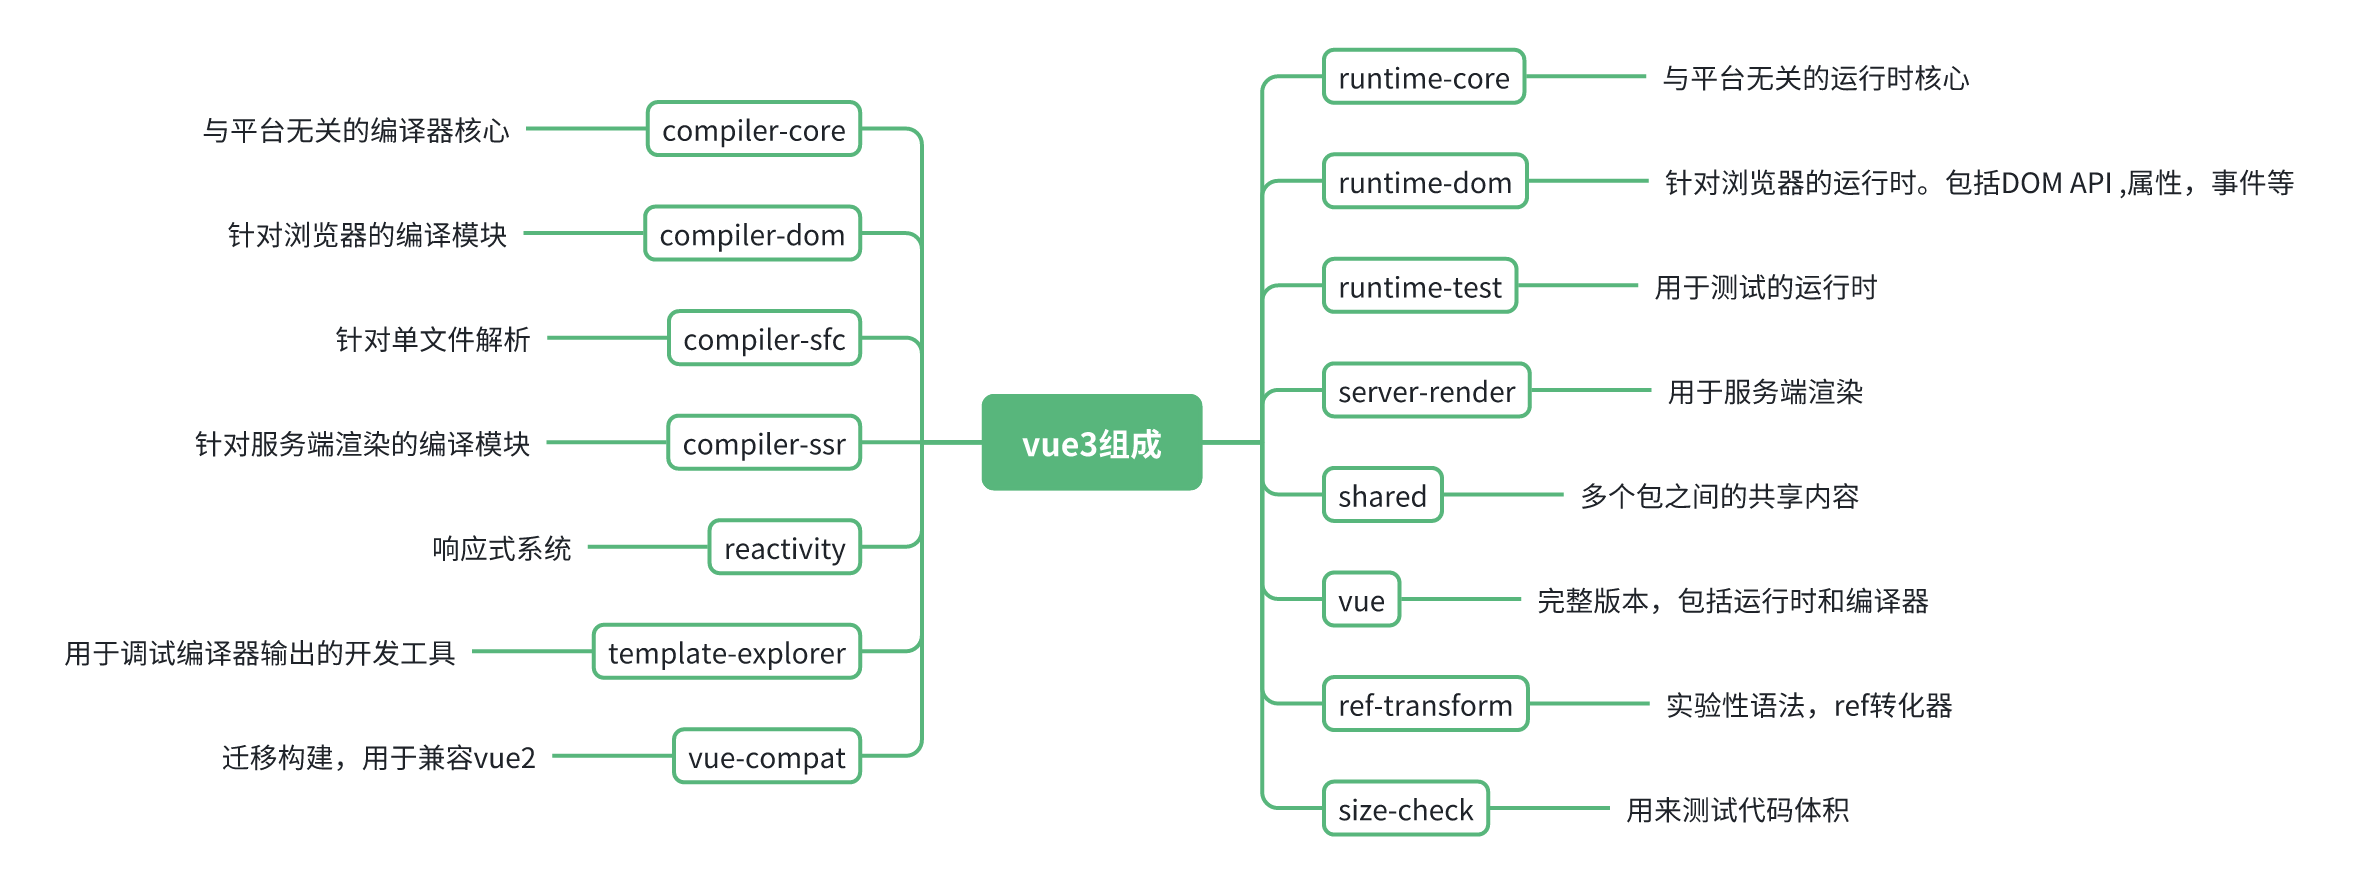 vue3组成
runtime-core
与平台无关的运行时核心
runtime-dom
针对浏览器的运行时。包括DOM API ,属性，事件等
runtime-test
用于测试的运行时
server-render
用于服务端渲染
shared
多个包之间的共享内容
vue
完整版本，包括运行时和编译器
ref-transform
实验性语法，ref转化器
size-check
用来测试代码体积
compiler-core
与平台无关的编译器核心
compiler-dom
针对浏览器的编译模块
compiler-sfc
针对单文件解析
compiler-ssr
针对服务端渲染的编译模块
reactivity
响应式系统
template-explorer
用于调试编译器输出的开发工具
vue-compat
迁移构建，用于兼容vue2